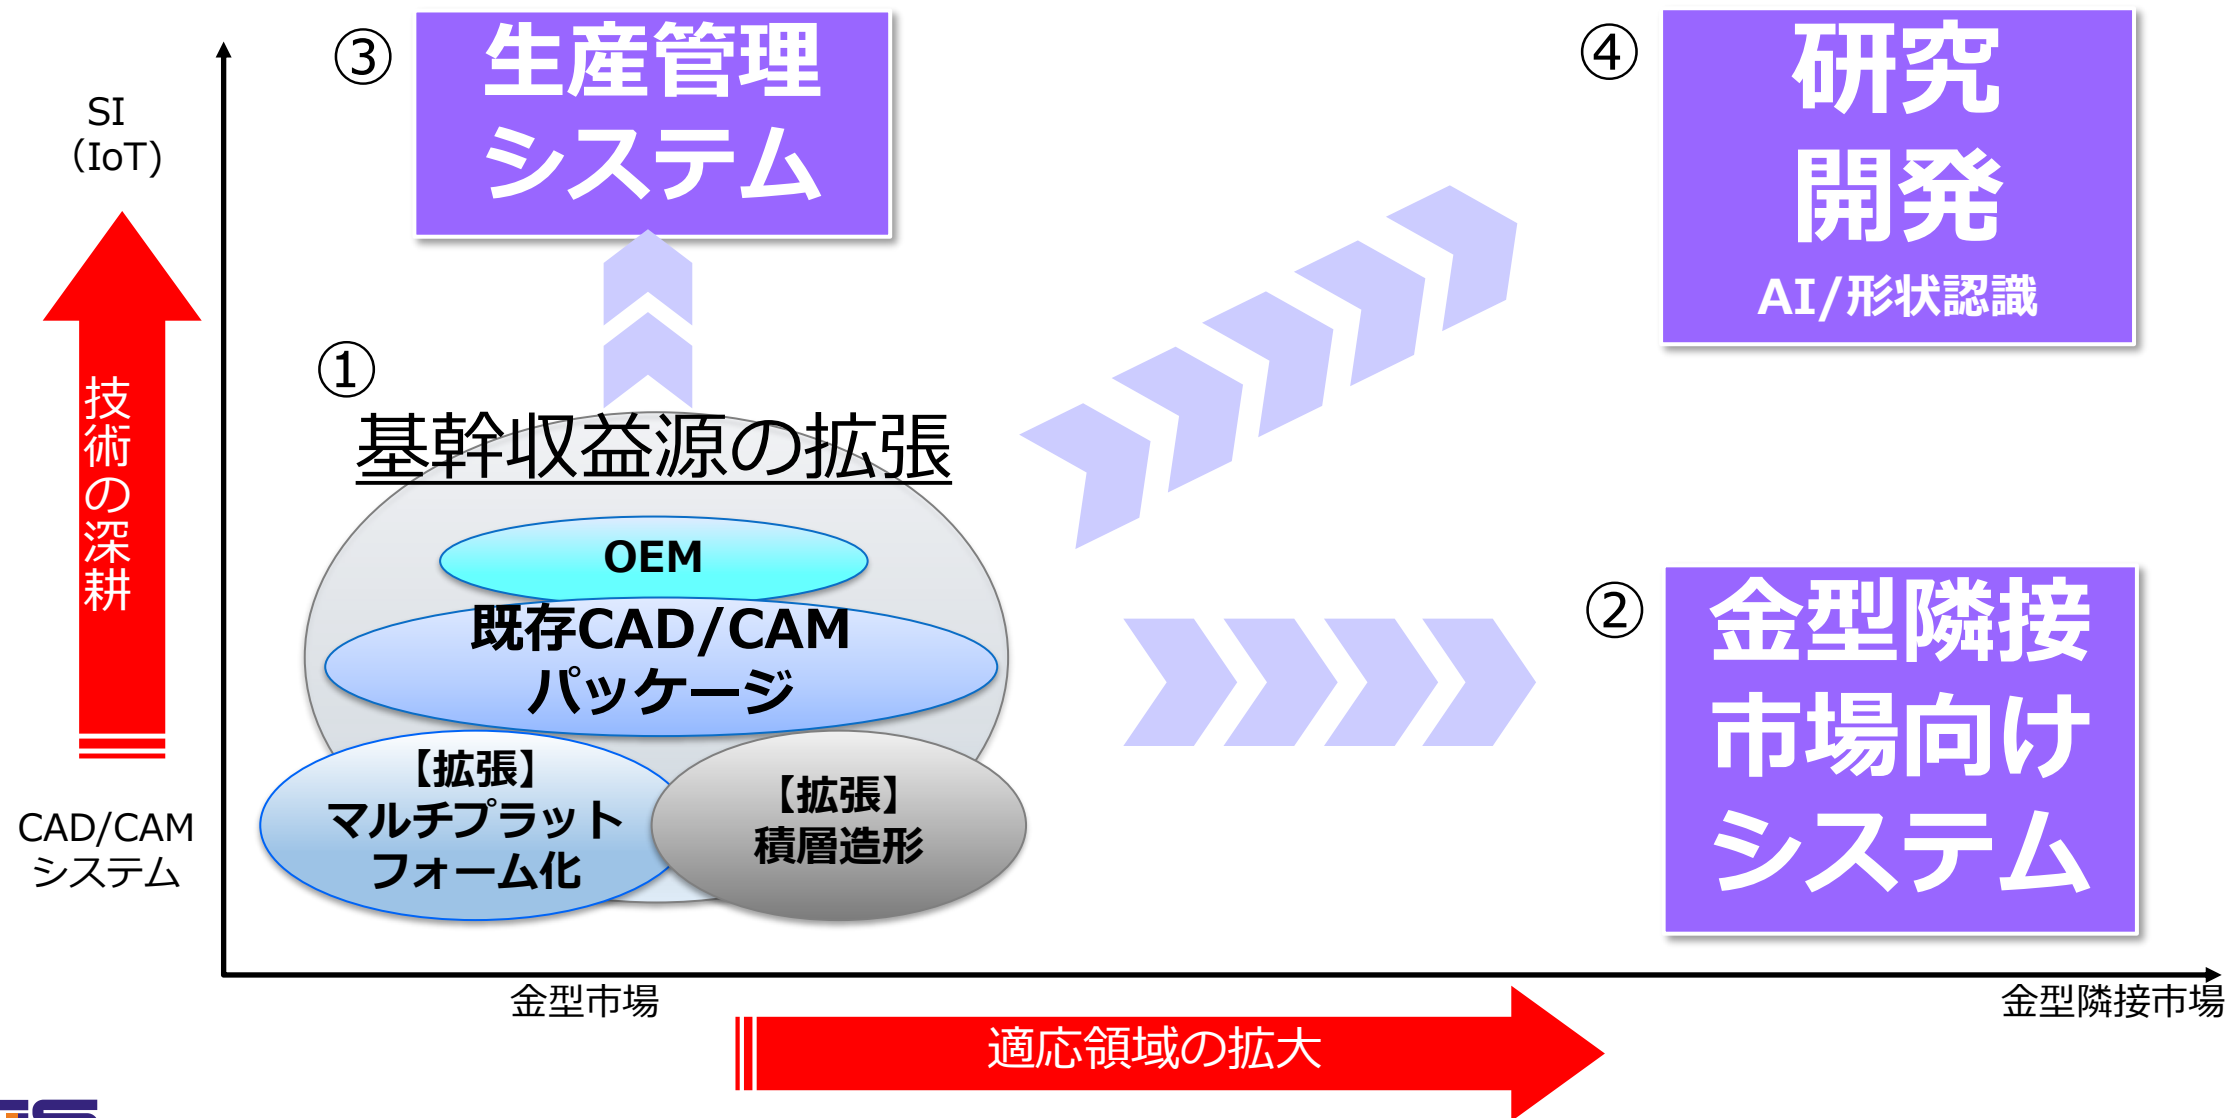 ③
生産管理
システム
④
研究
開発
AI/形状認識
SI
(IoT)
技術の深耕
①
基幹収益源の拡張
OEM
既存CAD/CAM
パッケージ
【拡張】
マルチプラット
フォーム化
【拡張】
積層造形
②
金型隣接
市場向け
システム
CAD/CAM
システム
金型市場
金型隣接市場
適応領域の拡大